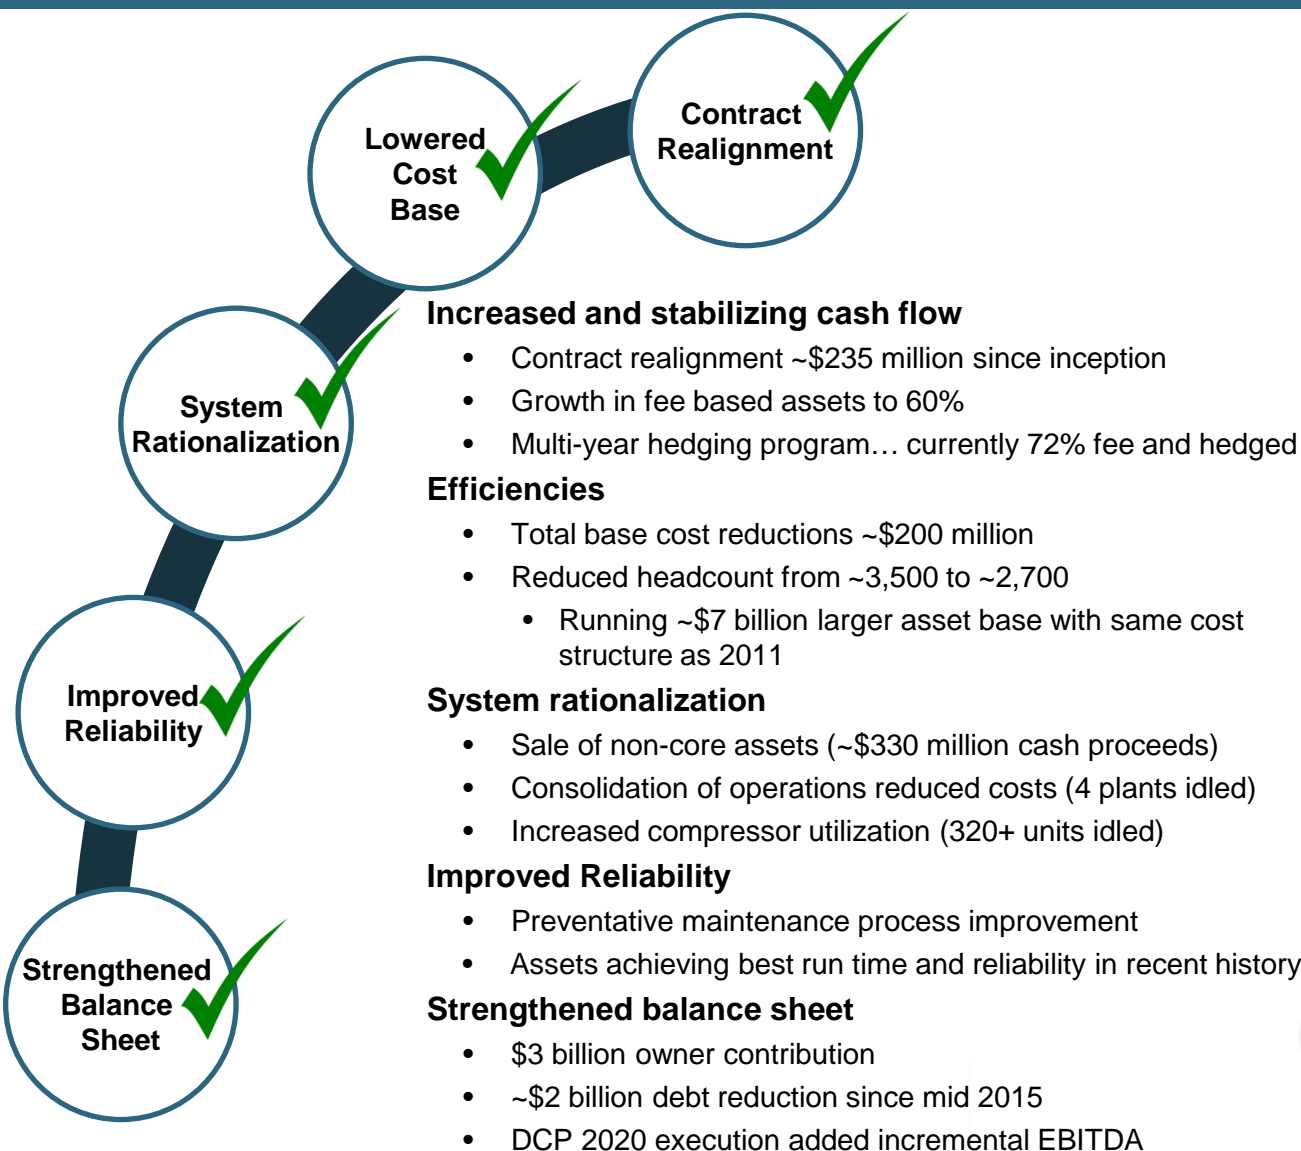 Contract
Realignment
Lowered
Cost
Base
System
Rationalization
Improved
Reliability
Strengthened
Balance
Sheet
Increased and stabilizing cash flow
• Contract realignment ~$235 million since inception
• Growth in fee based assets to 60%
• Multi-year hedging program… currently 72% fee and hedged
Efficiencies
• Total base cost reductions ~$200 million
• Reduced headcount from ~3,500 to ~2,700
• Running ~$7 billion larger asset base with same cost
structure as 2011
System rationalization
• Sale of non-core assets (~$330 million cash proceeds)
• Consolidation of operations reduced costs (4 plants idled)
• Increased compressor utilization (320+ units idled)
Improved Reliability
• Preventative maintenance process improvement
• Assets achieving best run time and reliability in recent history
Strengthened balance sheet
• $3 billion owner contribution
• ~$2 billion debt reduction since mid 2015
• DCP 2020 execution added incremental EBITDA